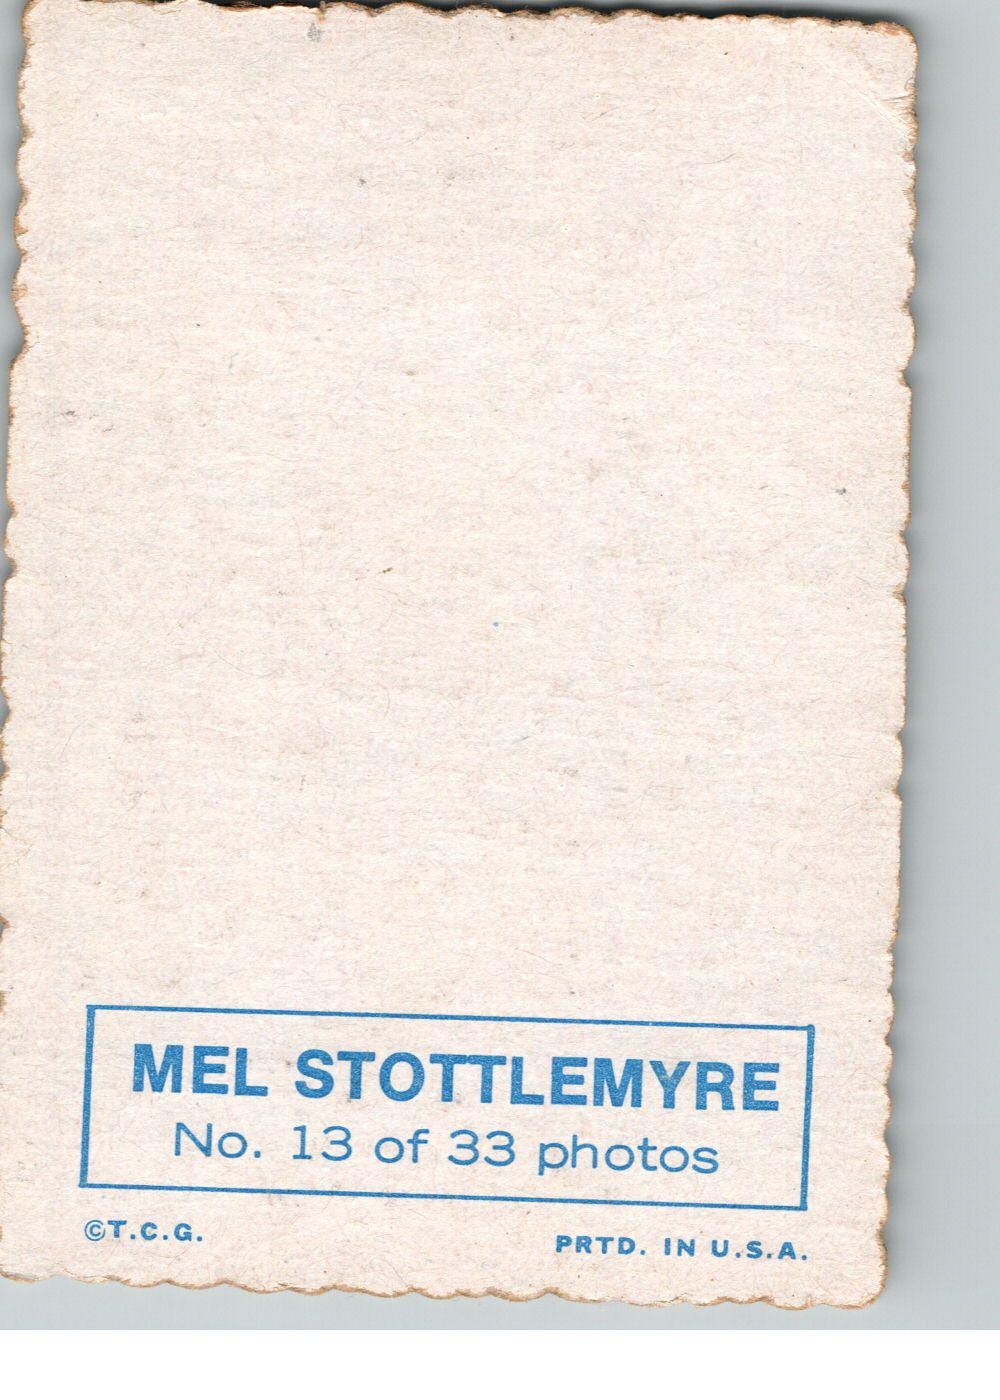 MEL STOTTLEMYRE
No. 13 of 33 photos
©T.C.G.
PRTD. IN U.S.A.